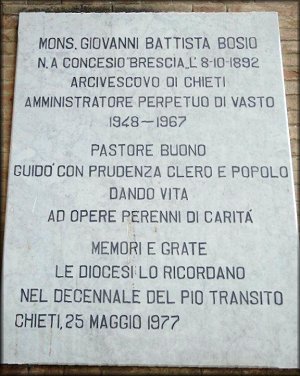 MONS. GIOVANNI BATTISTA BOSIO
N. A CONCESIO "BRESCIA„ L' 8-10-1892
ARCIVESCOVO DI CHIETI
AMMINISTRATORE PERPETUO DI VASTO
1948-1967
PASTORE BUONO
GUIDO' CON PRUDENZA CLERO E POPOLO
DANDO VITA
AD OPERE PERENNI DI CARITÁ
MEMORI E GRATE
LE DIOCESI LO RICORDANO
NEL DECENNALE DEL PIO TRANSITO
CHIETI, 25 MAGGIO 1977